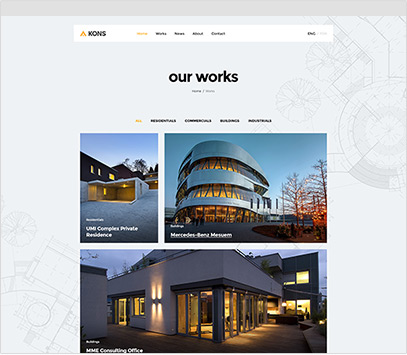 KONS
Home Works News About Contact
ENG
our works
Home / Works
ALL RESIDENTIALS COMMERCIALS BUILDINGS INDUSTRIALS
Residentials
UMI Complex Private
Residence
Buildings
Mercedes-Benz Messuem
Buildings
MME Consulting Office